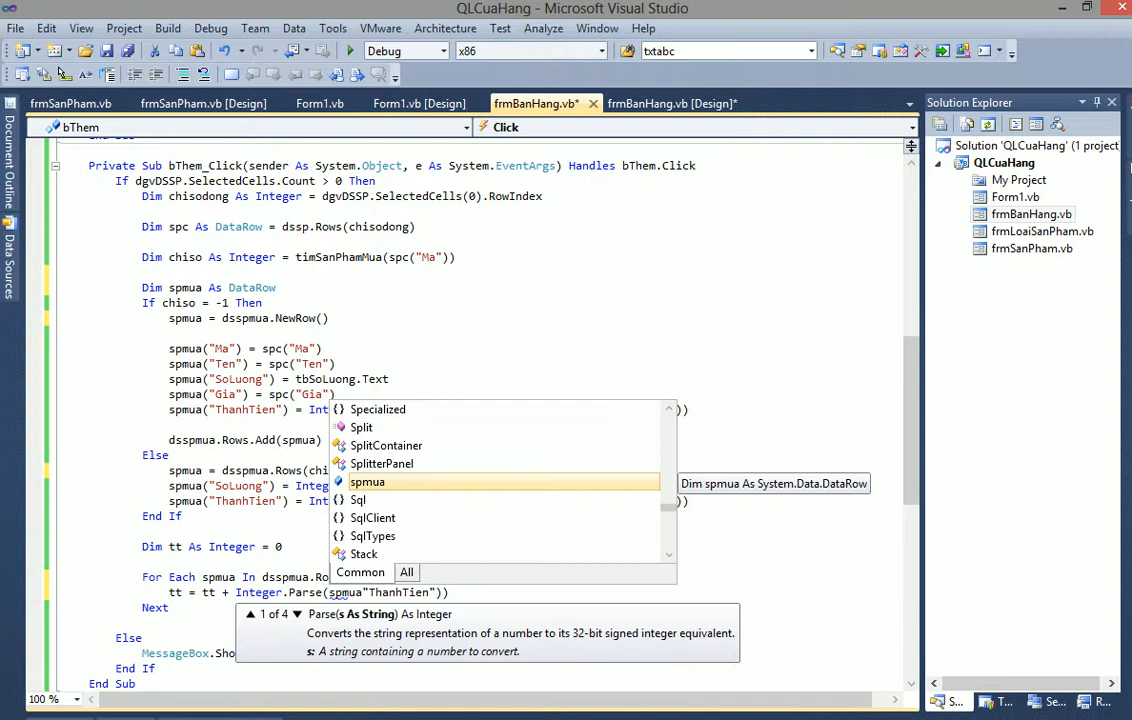 QLCuaHang - Microsoft Visual Studio
File Edit View Project Build Debug Team Data Tools VMware Architecture Test Analyze Window Help
Debug x86 txtabc
frmSanPham.vb frmSanPham.vb [Design] Form1.vb Form1.vb [Design] frmBanHang.vb* frmBanHang.vb [Design]*
bThem Click
Document Outline
Data Sources
Private Sub bThem_Click(sender As System.Object, e As System.EventArgs) Handles bThem.Click
If dgvDSSP.SelectedCells.Count > 0 Then
Dim chisodong As Integer = dgvDSSP.SelectedCells(0).RowIndex
Dim spc As DataRow = dssp.Rows(chisodong)
Dim chiso As Integer = timSanPhamMua(spc("Ma"))
Dim spmua As DataRow
If chiso = -1 Then
spmua = dsspmua.NewRow()
spmua("Ma") = spc("Ma")
spmua("Ten") = spc("Ten")
spmua("SoLuong") = tbSoLuong.Text
spmua("Gia") = spc("Gia")
spmua("ThanhTien") = Int ))
dsspmua.Rows.Add(spmua)
Else
spmua = dsspmua.Rows(chi
spmua("SoLuong") = Integ
spmua("ThanhTien") = Int ))
End If
Dim tt As Integer = 0
For Each spmua In dsspmua.Ro
tt = tt + Integer.Parse(spmua"ThanhTien"))
Next
Else
MessageBox.Sho
End If
End Sub
Specialized
Split
SplitContainer
SplitterPanel
spmua
Sql
SqlClient
SqlTypes
Stack
Common All
Dim spmua As System.Data.DataRow
1 of 4 Parse(s As String) As Integer
Converts the string representation of a number to its 32-bit signed integer equivalent.
s: A string containing a number to convert.
100 %
Solution Explorer
Solution 'QLCuaHang' (1 project)
QLCuaHang
My Project
Form1.vb
frmBanHang.vb
frmLoaiSanPham.vb
frmSanPham.vb
S... T... Se... R...